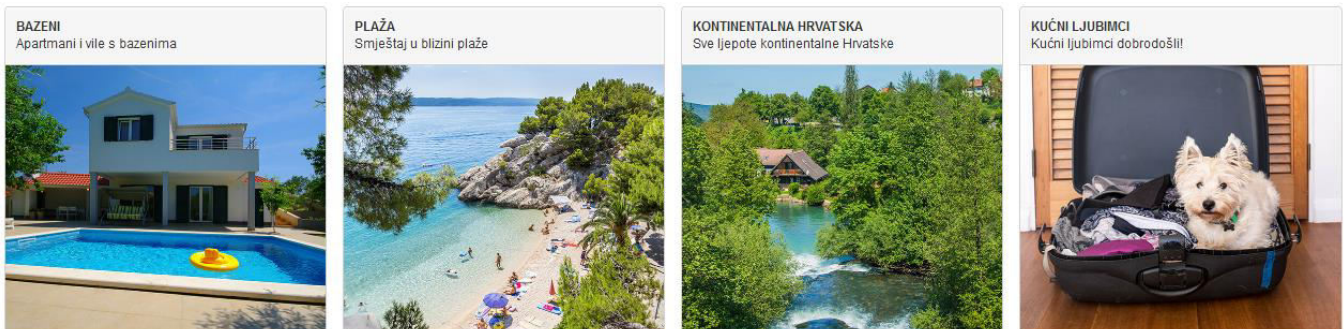 BAZENI
Apartmani i vile s bazenima
PLAŽA
Smještaj u blizini plaže
KONTINENTALNA HRVATSKA
Sve ljepote kontinentalne Hrvatske
KUĆNI LJUBIMCI
Kućni ljubimci dobrodošli!